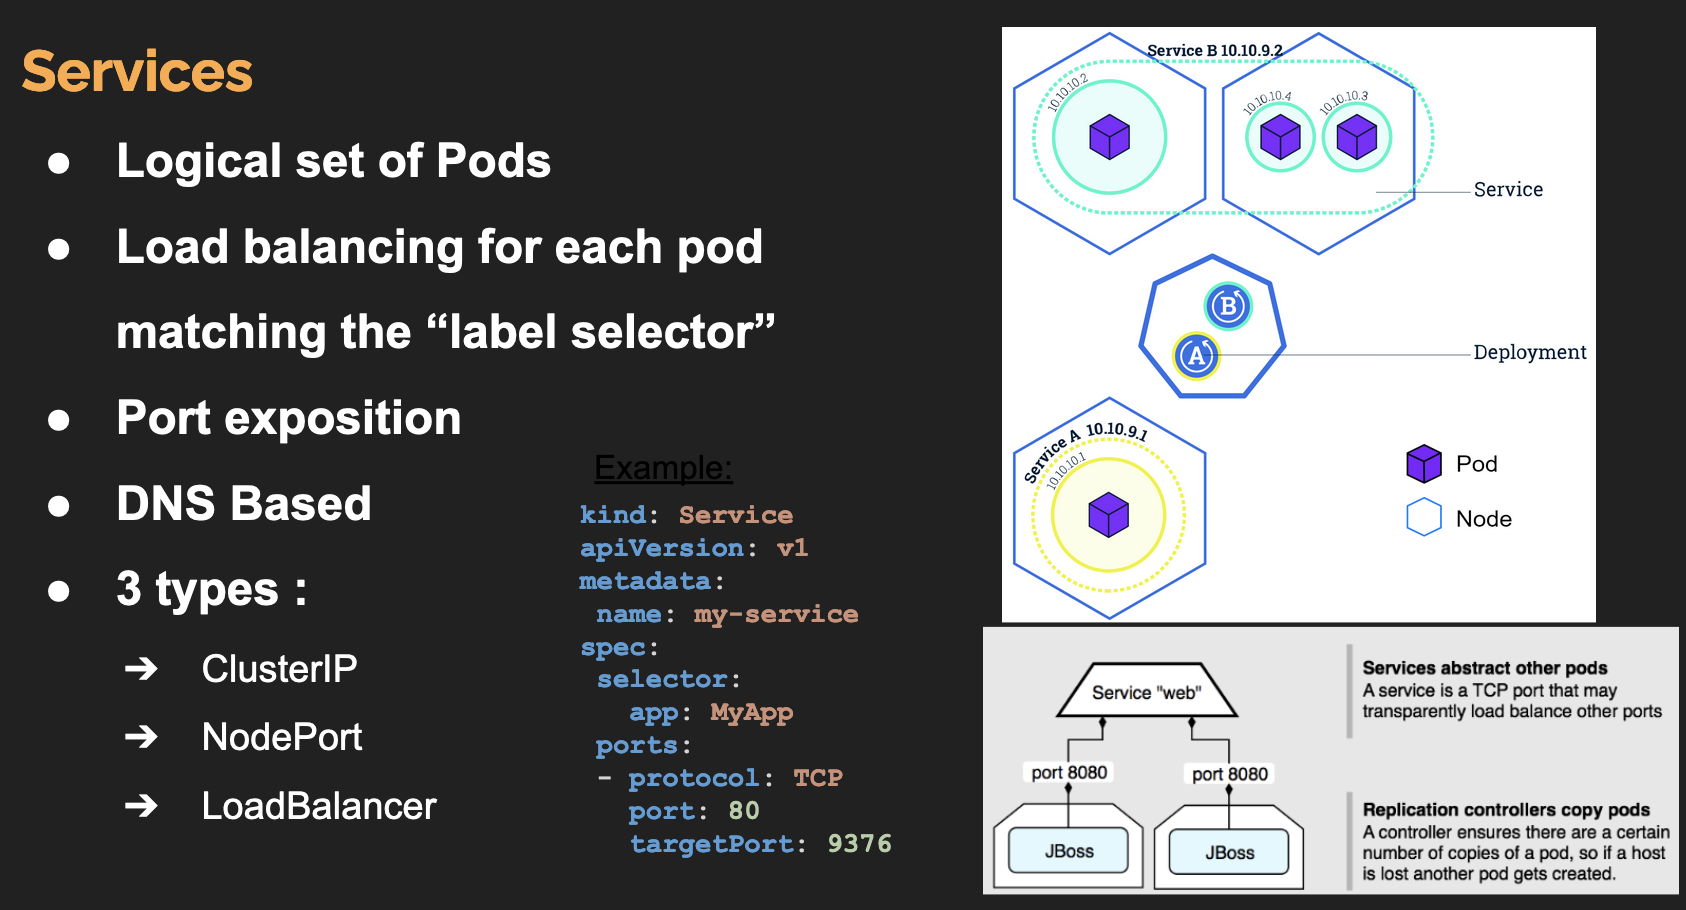 Services
● Logical set of Pods
● Load balancing for each pod
matching the “label selector”
● Port exposition
● DNS Based
● 3 types :
➔ ClusterIP
➔ NodePort
➔ LoadBalancer
Example:
kind: Service
apiVersion: v1
metadata:
 name: my-service
spec:
 selector:
   app: MyApp
 ports:
 - protocol: TCP
   port: 80
   targetPort: 9376
Service B 10.10.9.2
10.10.10.2
10.10.10.4
10.10.10.3
Service
B
A
Deployment
Service A 10.10.9.1
10.10.10.1
Pod
Node
Service "web"
port 8080
port 8080
JBoss
JBoss
Services abstract other pods
A service is a TCP port that may
transparently load balance other ports
Replication controllers copy pods
A controller ensures there are a certain
number of copies of a pod, so if a host
is lost another pod gets created.